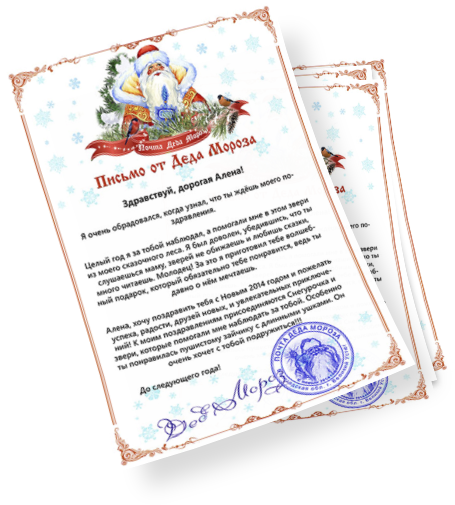 Почта Деда Мороза
Письмо от Деда Мороза
Здравствуй, дорогая Алена!
Я очень обрадовался, когда узнал, что ты ждёшь моего по-
здравления.
Целый год я за тобой наблюдал, а помогали мне в этом звери
из моего сказочного леса. Я был доволен, убедившись, что ты
слушаешься маму, зверей не обижаешь и любишь сказки,
много читаешь. Молодец! За это я приготовил тебе волшеб-
ный подарок, который обязательно тебе понравится, ведь ты
давно о нём мечтаешь.
Алена, хочу поздравить тебя с Новым 2014 годом и пожелать
успеха, радости, друзей новых, и увлекательных приключе-
ний! К моим поздравлениям присоединяются Снегурочка и
звери, которые помогали мне наблюдать за тобой. Особенно
ты понравилась пушистому зайчонку с длинными ушками. Он
очень хочет с тобой подружиться!!!
До следующего года!
Дед Мороз
ПОЧТА ДЕДА МОРОЗА